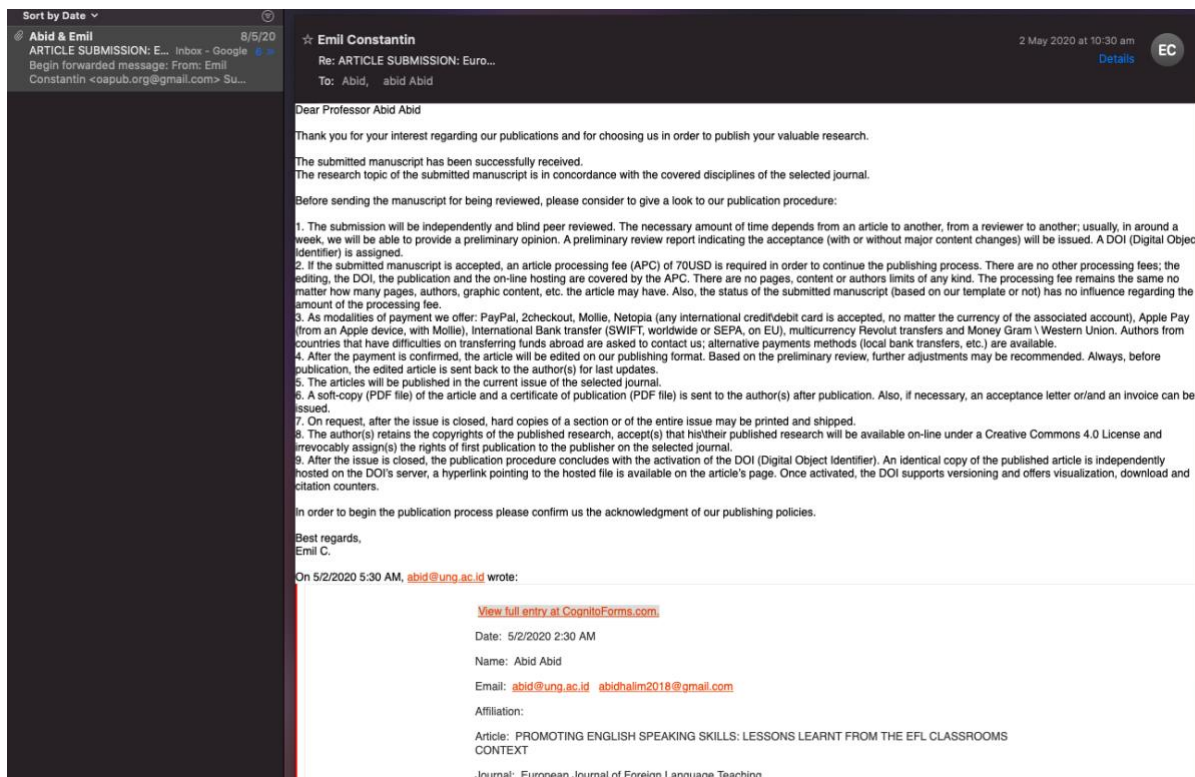 Sort by Date
Abid & Emil 8/5/20
ARTICLE SUBMISSION: E... Inbox - Google 6
Begin forwarded message: From: Emil
Constantin <oapub.org@gmail.com> Su...
Emil Constantin
2 May 2020 at 10:30 am
EC
Re: ARTICLE SUBMISSION: Euro...
Details
To: Abid, abid Abid
Dear Professor Abid Abid
Thank you for your interest regarding our publications and for choosing us in order to publish your valuable research.
The submitted manuscript has been successfully received.
The research topic of the submitted manuscript is in concordance with the covered disciplines of the selected journal.
Before sending the manuscript for being reviewed, please consider to give a look to our publication procedure:
1. The submission will be independently and blind peer reviewed. The necessary amount of time depends from an article to another, from a reviewer to another; usually, in around a
week, we will be able to provide a preliminary opinion. A preliminary review report indicating the acceptance (with or without major content changes) will be issued. A DOI (Digital Objec
Identifier) is assigned.
2. If the submitted manuscript is accepted, an article processing fee (APC) of 70USD is required in order to continue the publishing process. There are no other processing fees; the
editing, the DOI, the publication and the on-line hosting are covered by the APC. There are no pages, content or authors limits of any kind. The processing fee remains the same no
matter how many pages, authors, graphic content, etc. the article may have. Also, the status of the submitted manuscript (based on our template or not) has no influence regarding the
amount of the processing fee.
3. As modalities of payment we offer: PayPal, 2checkout, Mollie, Netopia (any international credit\debit card is accepted, no matter the currency of the associated account), Apple Pay
(from an Apple device, with Mollie), International Bank transfer (SWIFT, worldwide or SEPA, on EU), multicurrency Revolut transfers and Money Gram \ Western Union. Authors from
countries that have difficulties on transferring funds abroad are asked to contact us; alternative payments methods (local bank transfers, etc.) are available.
4. After the payment is confirmed, the article will be edited on our publishing format. Based on the preliminary review, further adjustments may be recommended. Always, before
publication, the edited article is sent back to the author(s) for last updates.
5. The articles will be published in the current issue of the selected journal.
6. A soft-copy (PDF file) of the article and a certificate of publication (PDF file) is sent to the author(s) after publication. Also, if necessary, an acceptance letter or/and an invoice can be
issued.
7. On request, after the issue is closed, hard copies of a section or of the entire issue may be printed and shipped.
8. The author(s) retains the copyrights of the published research, accept(s) that his\their published research will be available on-line under a Creative Commons 4.0 License and
irrevocably assign(s) the rights of first publication to the publisher on the selected journal.
9. After the issue is closed, the publication procedure concludes with the activation of the DOI (Digital Object Identifier). An identical copy of the published article is independently
hosted on the DOI's server, a hyperlink pointing to the hosted file is available on the article's page. Once activated, the DOI supports versioning and offers visualization, download and
citation counters.
In order to begin the publication process please confirm us the acknowledgment of our publishing policies.
Best regards,
Emil C.
On 5/2/2020 5:30 AM, abid@ung.ac.id wrote:
View full entry at CognitoForms.com.
Date: 5/2/2020 2:30 AM
Name: Abid Abid
Email: abid@ung.ac.id abidhalim2018@gmail.com
Affiliation:
Article: PROMOTING ENGLISH SPEAKING SKILLS: LESSONS LEARNT FROM THE EFL CLASSROOMS
CONTEXT
Journal: European Journal of Foreign Language Teaching